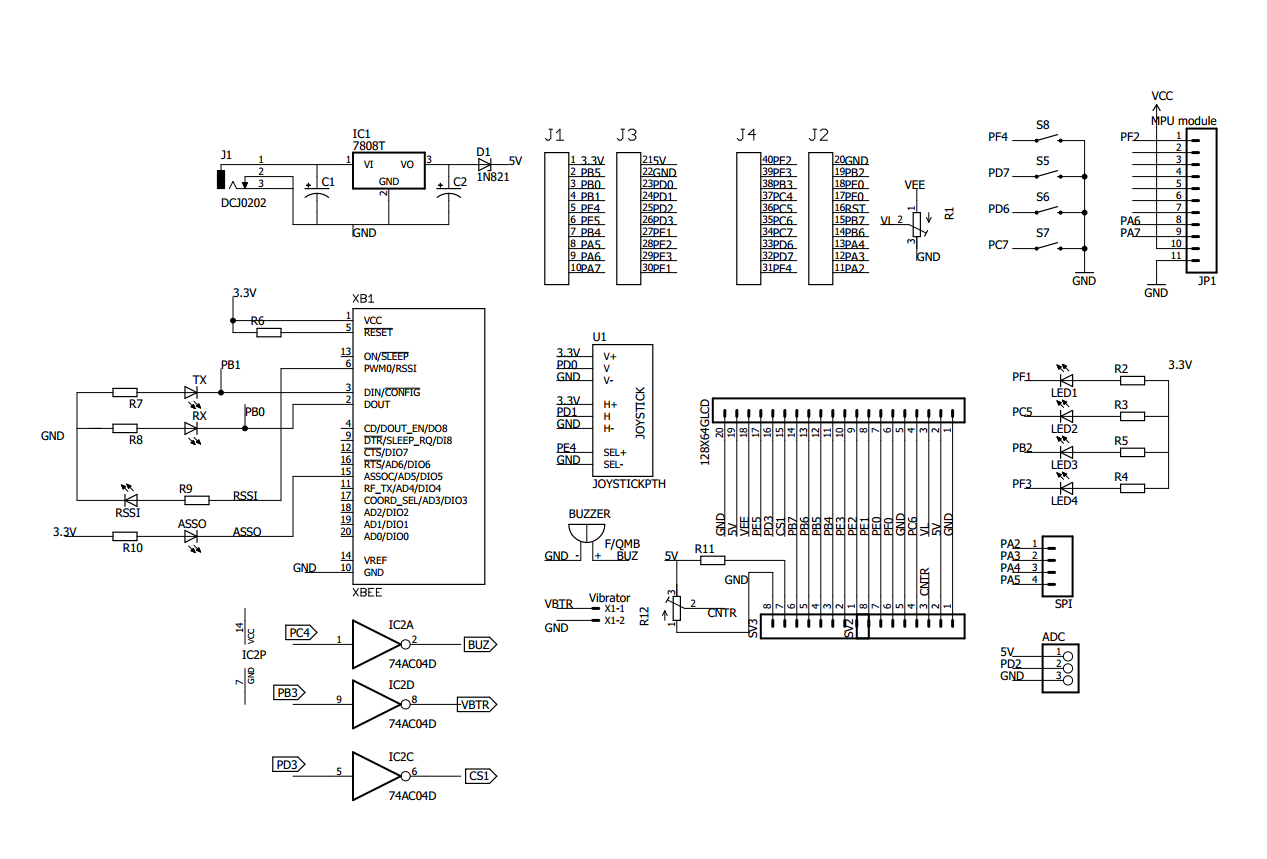 J1
1
2
3
DCJ0202
C1
IC1
7808T
1
VI
VO
3
GND
2
GND
C2
D1
1N821
5V
J1
1 3.3V
2 PB5
3 PB0
4 PB1
5 PE4
6 PE5
7 PB4
8 PA5
9 PA6
10 PA7
J3
21 5V
22 GND
23 PD0
24 PD1
25 PD2
26 PD3
27 PE1
28 PE2
29 PE3
30 PF1
J4
40 PF2
39 PF3
38 PB3
37 PC4
36 PC5
35 PC6
34 PC7
33 PD6
32 PD7
31 PF4
J2
20 GND
19 PB2
18 PE0
17 PF0
16 RST
15 PB7
14 PB6
13 PA4
12 PA3
11 PA2
VEE
VL 2
1
3
R1
GND
PF4
S8
PD7
S5
PD6
S6
PC7
S7
GND
VCC
MPU module
PF2 1
2
3
4
5
6
7
PA6 8
PA7 9
10
11
GND
JP1
3.3V
R6
XB1
1 VCC
5 RESET
13 ON/SLEEP
6 PWM0/RSSI
3 DIN/CONFIG
2 DOUT
4 CD/DOUT_EN/DO8
9 DTR/SLEEP_RQ/DI8
12 CTS/DIO7
16 RTS/AD6/DIO6
15 ASSOC/AD5/DIO5
11 RF_TX/AD4/DIO4
17 COORD_SEL/AD3/DIO3
18 AD2/DIO2
19 AD1/DIO1
20 AD0/DIO0
14 VREF
GND 10 GND
XBEE
PB1
TX
R7
PB0
RX
R8
GND
R9
RSSI
RSSI
3.3V
R10
ASSO
ASSO
U1
3.3V V+
PD0 V
GND V-
3.3V H+
PD1 H
GND H-
PE4 SEL+
GND SEL-
JOYSTICK
JOYSTICKPTH
BUZZER
F/QMB
GND - + BUZ
Vibrator
VBTR X1-1
GND X1-2
128X64GLCD
20 19 18 17 16 15 14 13 12 11 10 9 8 7 6 5 4 3 2 1
GND 5V VEE PE5 PD3 CS1 PB7 PB6 PB5 PB4 PE3 PE2 PE1 PE0 PF0 GND PC6 VL 5V GND
5V
R11
GND
R12
3
2
1
CNTR
CNTR
SV3
8 7 6 5 4 3 2 1
SV2
8 7 6 5 4 3 2 1
3.3V
PF1
LED1
R2
PC5
LED2
R3
PB2
LED3
R5
PF3
LED4
R4
PA2 1
PA3 2
PA4 3
PA5 4
SPI
ADC
5V 1
PD2 2
GND 3
14
VCC
IC2P
7
GND
PC4
1
IC2A
2
74AC04D
BUZ
PB3
9
IC2D
8
74AC04D
VBTR
PD3
5
IC2C
6
74AC04D
CS1